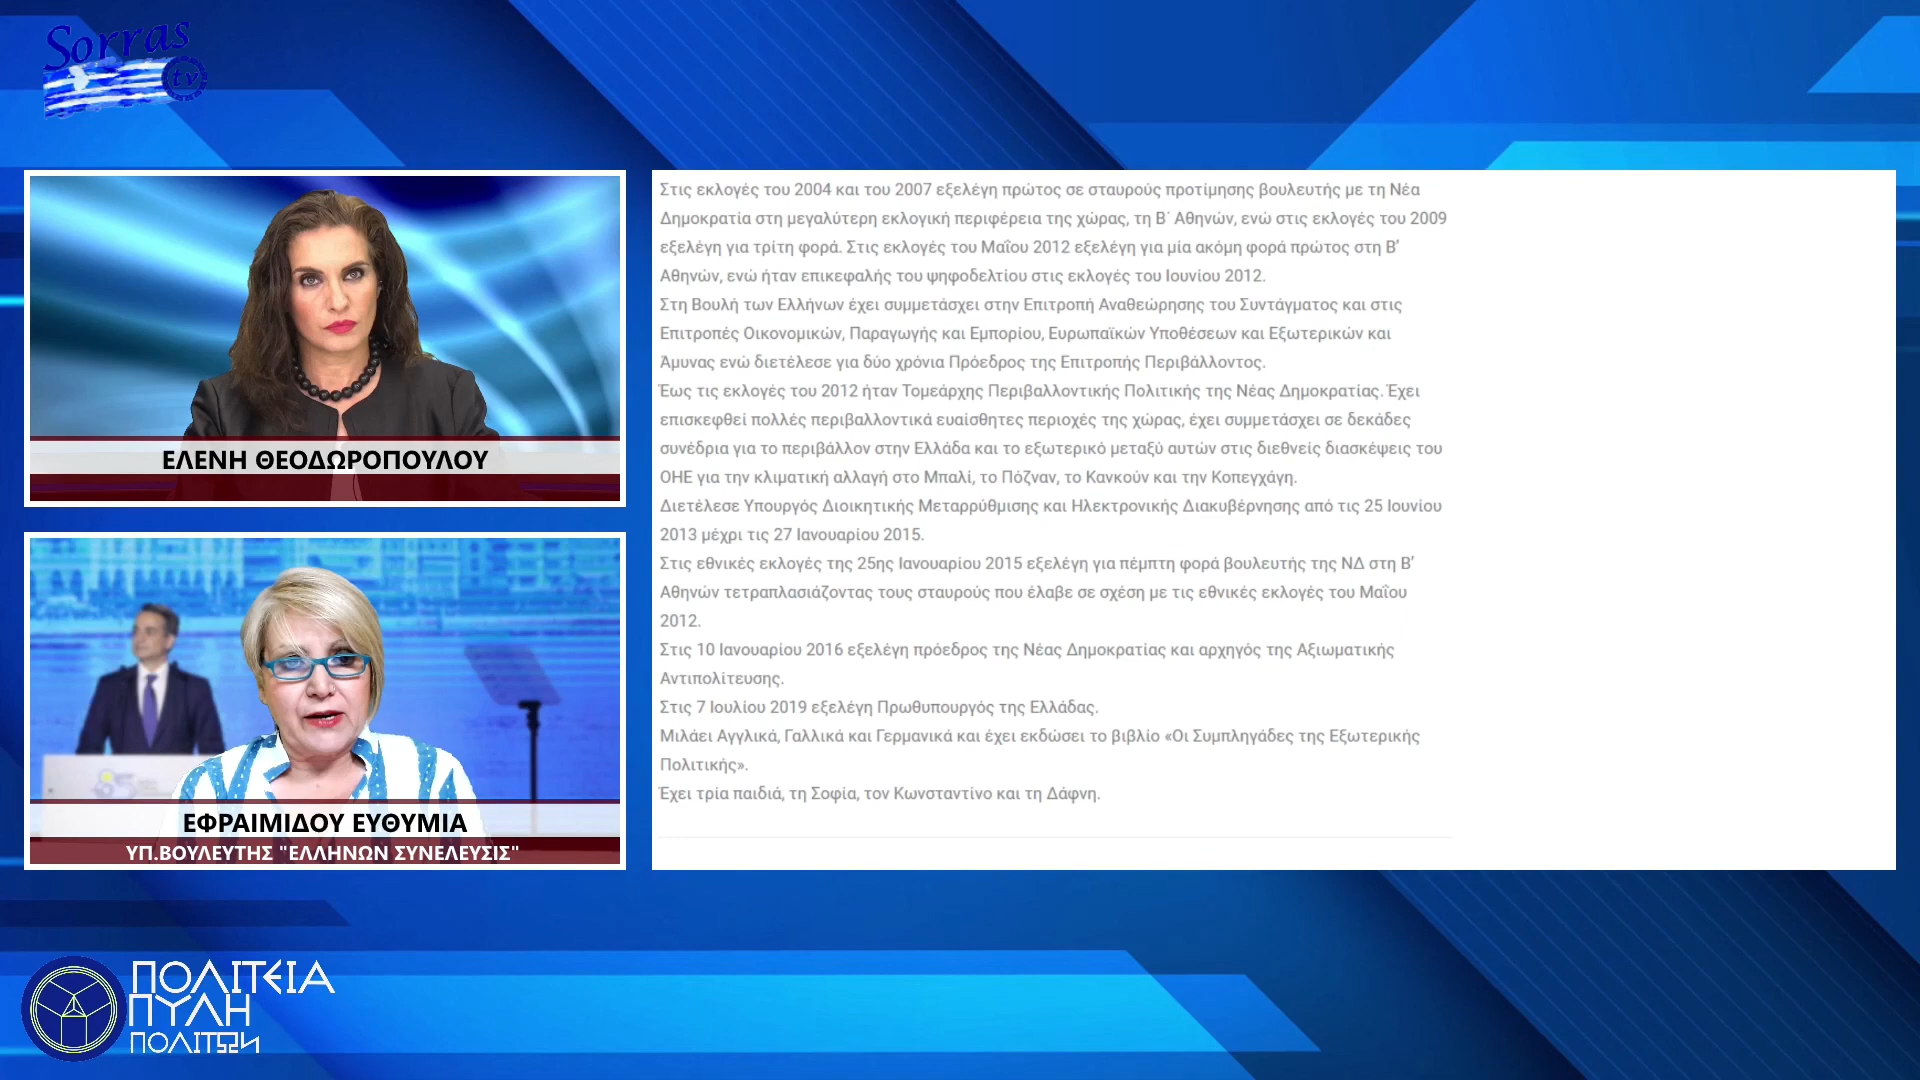 Sorras
tv
Στις εκλογές του 2004 και του 2007 εξελέγη πρώτος σε σταυρούς προτίμησης βουλευτής με τη Νέα
Δημοκρατία στη μεγαλύτερη εκλογική περιφέρεια της χώρας, τη Β΄ Αθηνών, ενώ στις εκλογές του 2009
εξελέγη για τρίτη φορά. Στις εκλογές του Μαΐου 2012 εξελέγη για μία ακόμη φορά πρώτος στη Β’
Αθηνών, ενώ ήταν επικεφαλής του ψηφοδελτίου στις εκλογές του Ιουνίου 2012.
Στη Βουλή των Ελλήνων έχει συμμετάσχει στην Επιτροπή Αναθεώρησης του Συντάγματος και στις
Επιτροπές Οικονομικών, Παραγωγής και Εμπορίου, Ευρωπαϊκών Υποθέσεων και Εξωτερικών και
Άμυνας ενώ διετέλεσε για δύο χρόνια Πρόεδρος της Επιτροπής Περιβάλλοντος.
Έως τις εκλογές του 2012 ήταν Τομεάρχης Περιβαλλοντικής Πολιτικής της Νέας Δημοκρατίας. Έχει
επισκεφθεί πολλές περιβαλλοντικά ευαίσθητες περιοχές της χώρας, έχει συμμετάσχει σε δεκάδες
συνέδρια για το περιβάλλον στην Ελλάδα και το εξωτερικό μεταξύ αυτών στις διεθνείς διασκέψεις του
ΟΗΕ για την κλιματική αλλαγή στο Μπαλί, το Πόζναν, το Κανκούν και την Κοπεγχάγη.
Διετέλεσε Υπουργός Διοικητικής Μεταρρύθμισης και Ηλεκτρονικής Διακυβέρνησης από τις 25 Ιουνίου
2013 μέχρι τις 27 Ιανουαρίου 2015.
Στις εθνικές εκλογές της 25ης Ιανουαρίου 2015 εξελέγη για πέμπτη φορά βουλευτής της ΝΔ στη Β’
Αθηνών τετραπλασιάζοντας τους σταυρούς που έλαβε σε σχέση με τις εθνικές εκλογές του Μαΐου
2012.
Στις 10 Ιανουαρίου 2016 εξελέγη πρόεδρος της Νέας Δημοκρατίας και αρχηγός της Αξιωματικής
Αντιπολίτευσης.
Στις 7 Ιουλίου 2019 εξελέγη Πρωθυπουργός της Ελλάδας.
Μιλάει Αγγλικά, Γαλλικά και Γερμανικά και έχει εκδώσει το βιβλίο «Οι Συμπληγάδες της Εξωτερικής
Πολιτικής».
Έχει τρία παιδιά, τη Σοφία, τον Κωνσταντίνο και τη Δάφνη.
ΕΛΕΝΗ ΘΕΟΔΩΡΟΠΟΥΛΟΥ
ΕΦΡΑΙΜΙΔΟΥ ΕΥΘΥΜΙΑ
ΥΠ.ΒΟΥΛΕΥΤΗΣ "ΕΛΛΗΝΩΝ ΣΥΝΕΛΕΥΣΙΣ"
ΠΟΛΙΤΕΙΑ
ΠΥΛΗ
ΠΟΛΙΤΩΝ